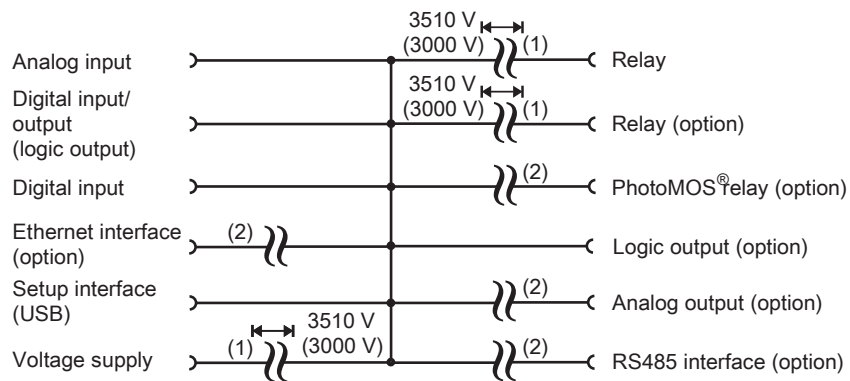 3510 V
(3000 V) (1)
Analog input Relay
Digital input/
output
(logic output)
3510 V
(3000 V) (1)
Relay (option)
Digital input (2) PhotoMOS® relay (option)
Ethernet interface
(option)
(2) Logic output (option)
Setup interface
(USB)
(2) Analog output (option)
3510 V
Voltage supply (1) (3000 V) (2) RS485 interface (option)